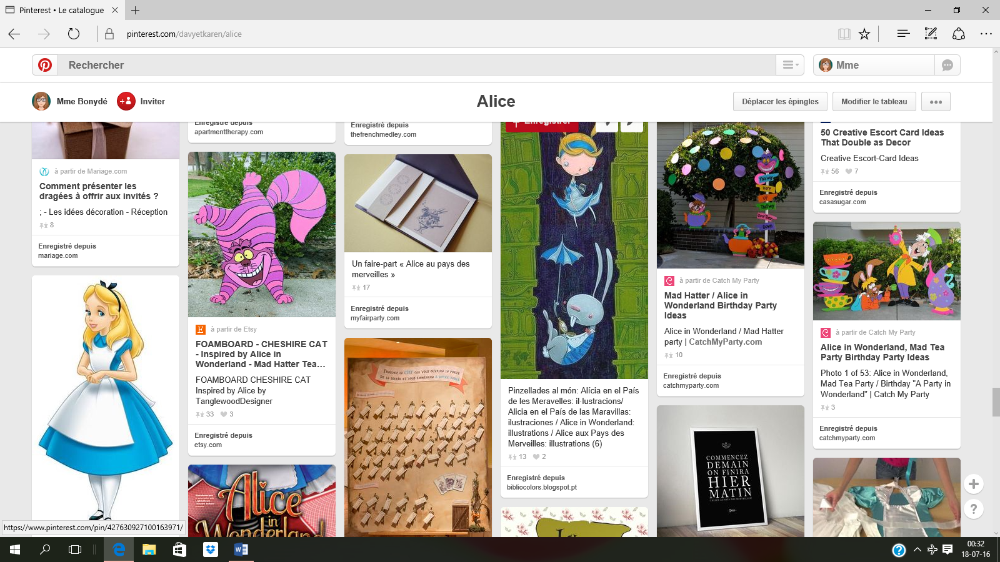 Pinterest • Le catalogue
pinterest.com/davyetkaren/alice
Rechercher
Mme
Mme Bonydé
Inviter
Alice
Déplacer les épingles
Modifier le tableau
à partir de Mariage.com
Comment présenter les
dragées à offrir aux invités ?
; - Les idées décoration - Réception
8
Enregistré depuis
mariage.com
https://www.pinterest.com/pin/427630927100163971/
Enregistré depuis
apartmenttherapy.com
E
à partir de Etsy
FOAMBOARD - CHESHIRE CAT
- Inspired by Alice in
Wonderland - Mad Hatter Tea…
FOAMBOARD CHESHIRE CAT
Inspired by Alice by
TanglewoodDesigner
33 3
Enregistré depuis
etsy.com
Alice
in
Wonderland
Enregistré depuis
thefrenchmedley.com
Un faire-part « Alice au pays des
merveilles »
17
Enregistré depuis
myfairparty.com
Trouvez la clef qui vous ouvrira la porte
de la soirée et vous emmènera à votre table
Enregistrer
Pinzellades al món: Alícia en el País
de les Meravelles: il·lustracions/
Alicia en el País de las Maravillas:
ilustraciones / Alice in Wonderland:
illustrations / Alice aux Pays des
Merveilles: illustrations (6)
13 2
Enregistré depuis
bibliocolors.blogspot.pt
This way
Here
Up
That way
Over There
Down
à partir de Catch My Party
Mad Hatter / Alice in
Wonderland Birthday Party
Ideas
Alice in Wonderland / Mad Hatter
party | CatchMyParty.com
10
Enregistré depuis
catchmyparty.com
COMMENCEZ
DEMAIN
ON FINIRA
HIER
MATIN
50 Creative Escort Card Ideas
That Double as Decor
Creative Escort-Card Ideas
56 7
Enregistré depuis
casasugar.com
à partir de Catch My Party
Alice in Wonderland, Mad Tea
Party Birthday Party Ideas
Photo 1 of 53: Alice in Wonderland,
Mad Tea Party / Birthday "A Party in
Wonderland" | Catch My Party
3
Enregistré depuis
catchmyparty.com
00:32
18-07-16